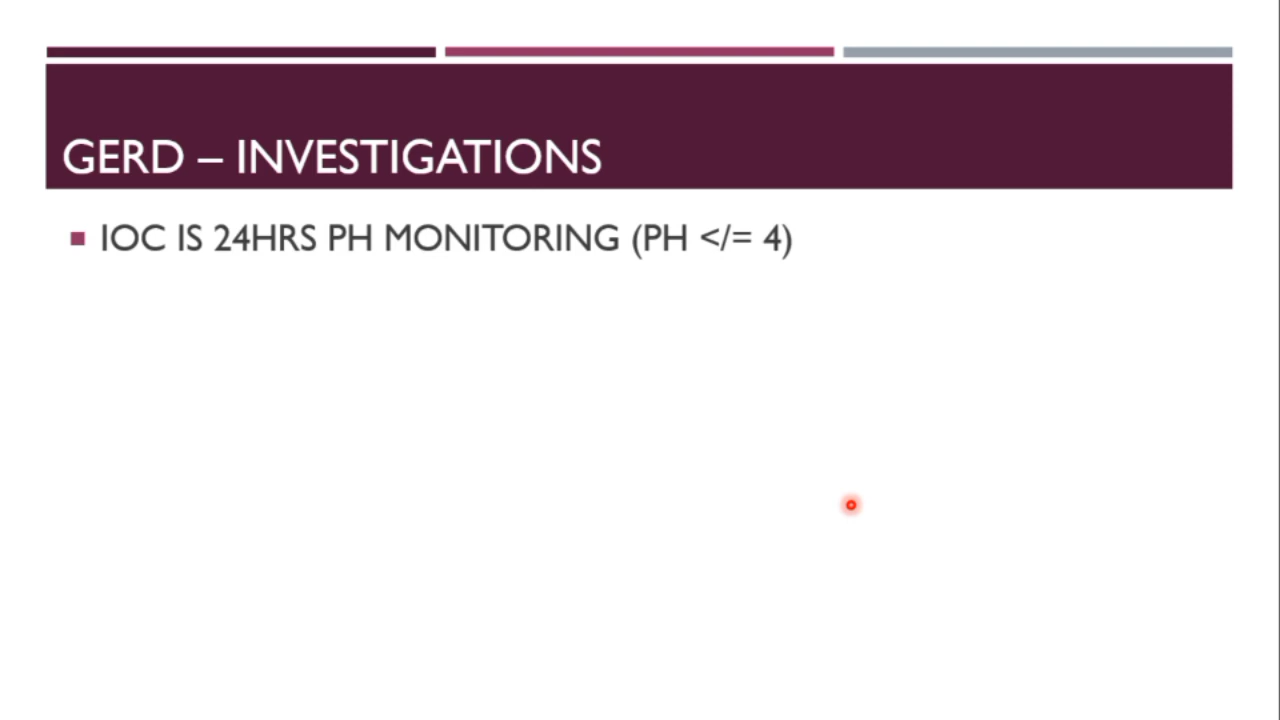 GERD – INVESTIGATIONS
IOC IS 24HRS PH MONITORING (PH </= 4)